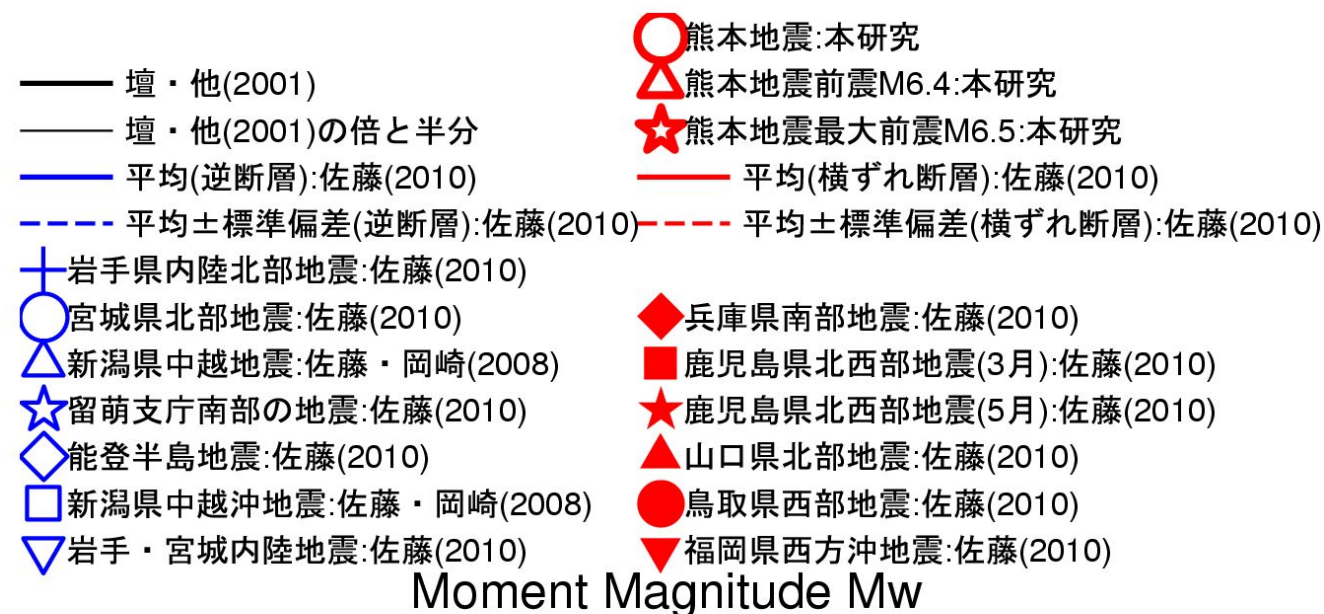 熊本地震:本研究
壇・他(2001) 熊本地震前震M6.4:本研究
壇・他(2001)の倍と半分 熊本地震最大前震M6.5:本研究
平均(逆断層):佐藤(2010) 平均(横ずれ断層):佐藤(2010)
平均±標準偏差(逆断層):佐藤(2010) 平均±標準偏差(横ずれ断層):佐藤(2010)
岩手県内陸北部地震:佐藤(2010)
宮城県北部地震:佐藤(2010) 兵庫県南部地震:佐藤(2010)
新潟県中越地震:佐藤・岡崎(2008) 鹿児島県北西部地震(3月):佐藤(2010)
留萌支庁南部の地震:佐藤(2010) 鹿児島県北西部地震(5月):佐藤(2010)
能登半島地震:佐藤(2010) 山口県北部地震:佐藤(2010)
新潟県中越沖地震:佐藤・岡崎(2008) 鳥取県西部地震:佐藤(2010)
岩手・宮城内陸地震:佐藤(2010) 福岡県西方沖地震:佐藤(2010)
Moment Magnitude Mw